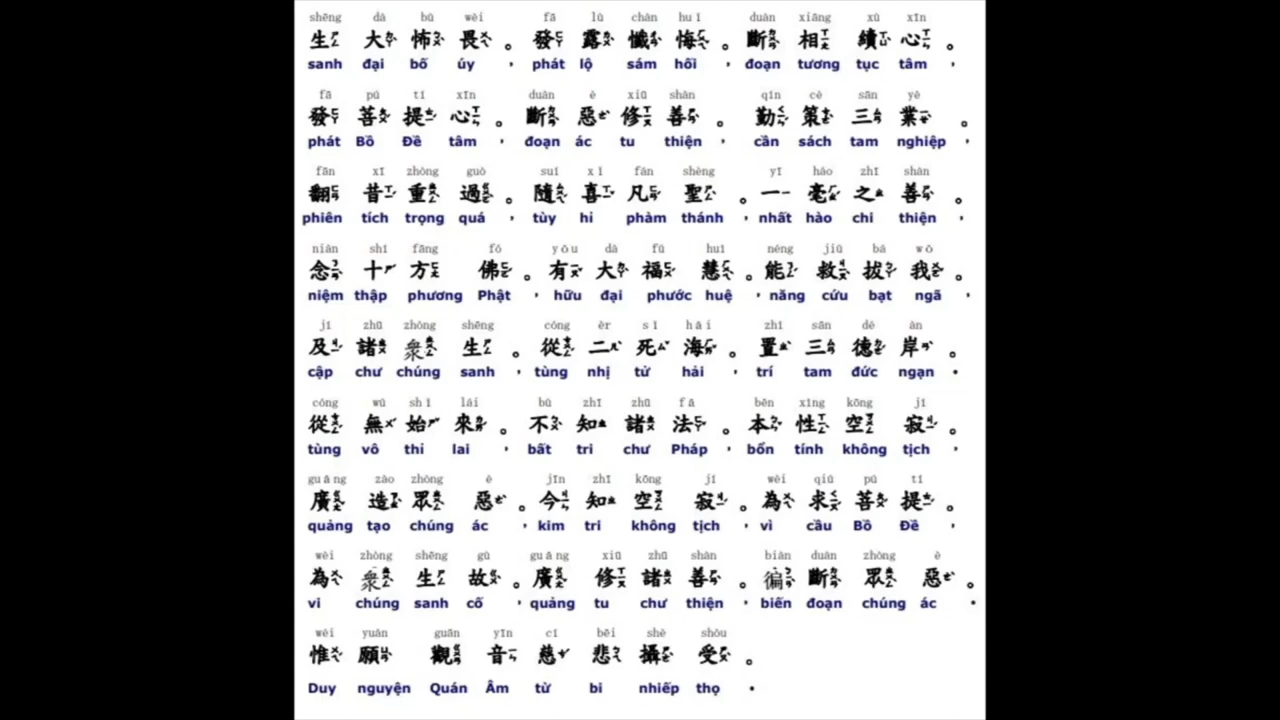 shēng dà bù wèi fā lù chàn huǐ duàn xiāng xù xīn
生 大 怖 畏 。 發 露 懺 悔 。 斷 相 續 心 。
sanh đại bố úy , phát lộ sám hối , đoạn tương tục tâm ,
fā pú tí xīn duàn è xiū shàn qín cè sān yè
發 菩 提 心 。 斷 惡 修 善 。 勤 策 三 業 。
phát Bồ Đề tâm , đoạn ác tu thiện , cần sách tam nghiệp ,
fān xī zhòng guò suí xǐ fán shèng yī háo zhī shàn
翻 昔 重 過 。 隨 喜 凡 聖 。 一 毫 之 善 。
phiên tích trọng quá , tùy hỉ phàm thánh , nhất hào chi thiện ,
niàn shí fāng fó yǒu dà fú huì néng jiù bá wǒ
念 十 方 佛 。 有 大 福 慧 。 能 救 拔 我 。
niệm thập phương Phật , hữu đại phước huệ , năng cứu bạt ngã ,
jí zhū zhòng shēng cóng èr sǐ hǎi zhì sān dé àn
及 諸 衆 生 。 從 二 死 海 。 置 三 德 岸 。
cập chư chúng sanh , tùng nhị tử hải , trí tam đức ngạn •
cóng wú shǐ lái bù zhī zhū fǎ běn xìng kōng jí
從 無 始 來 。 不 知 諸 法 。 本 性 空 寂 。
tùng vô thỉ lai , bất tri chư Pháp , bổn tính không tịch ,
guǎng zào zhòng è jīn zhī kōng jí wèi qiú pú tí
廣 造 眾 惡 。 今 知 空 寂 。 為 求 菩 提 。
quảng tạo chúng ác , kim tri không tịch , vì cầu Bồ Đề ,
wèi zhòng shēng gù guǎng xiū zhū shàn biàn duàn zhòng è
為 衆 生 故 。 廣 修 諸 善 。 徧 斷 眾 惡 。
vì chúng sanh cố , quảng tu chư thiện , biến đoạn chúng ác •
wéi yuàn guān yīn cí bēi shè shòu
惟 願 觀 音 慈 悲 攝 受 。
Duy nguyện Quán Âm từ bi nhiếp thọ •